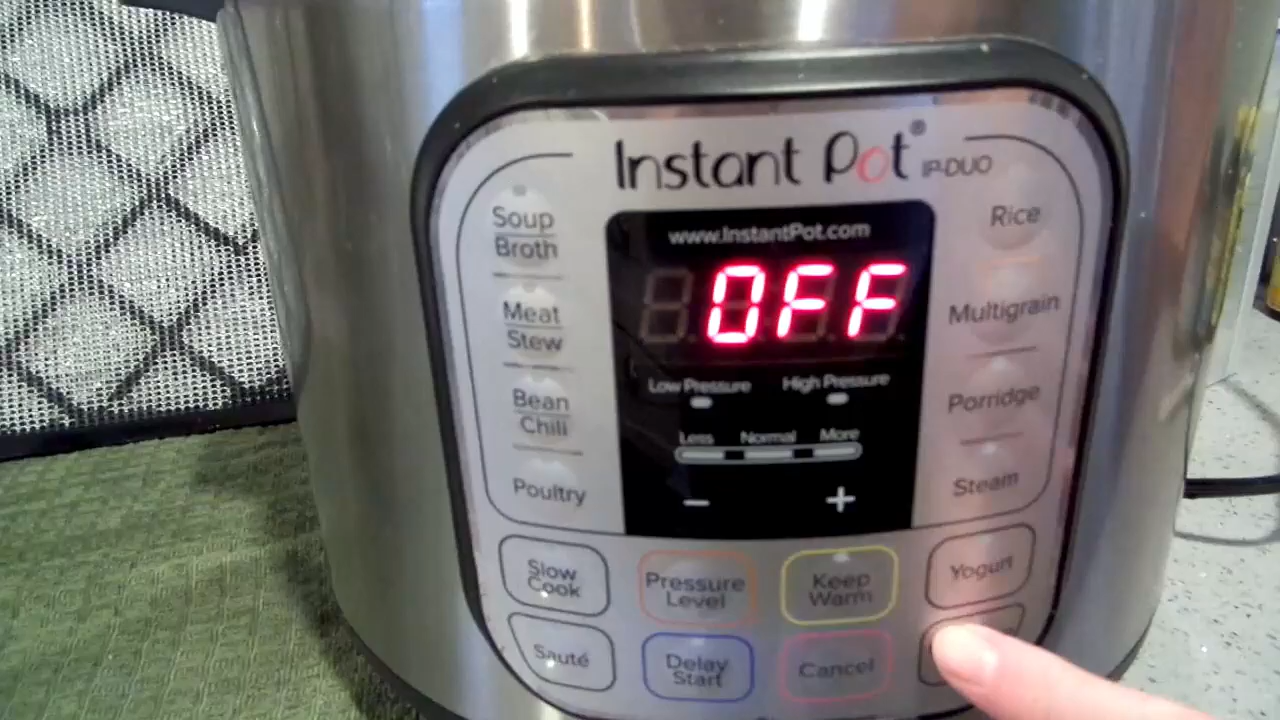 Instant Pot® IP-DUO
www.InstantPot.com
OFF
Low Pressure High Pressure
Less Normal More
− +
Soup
Broth
Meat
Stew
Bean
Chili
Poultry
Rice
Multigrain
Porridge
Steam
Slow
Cook
Pressure
Level
Keep
Warm
Yogurt
Sauté
Delay
Start
Cancel